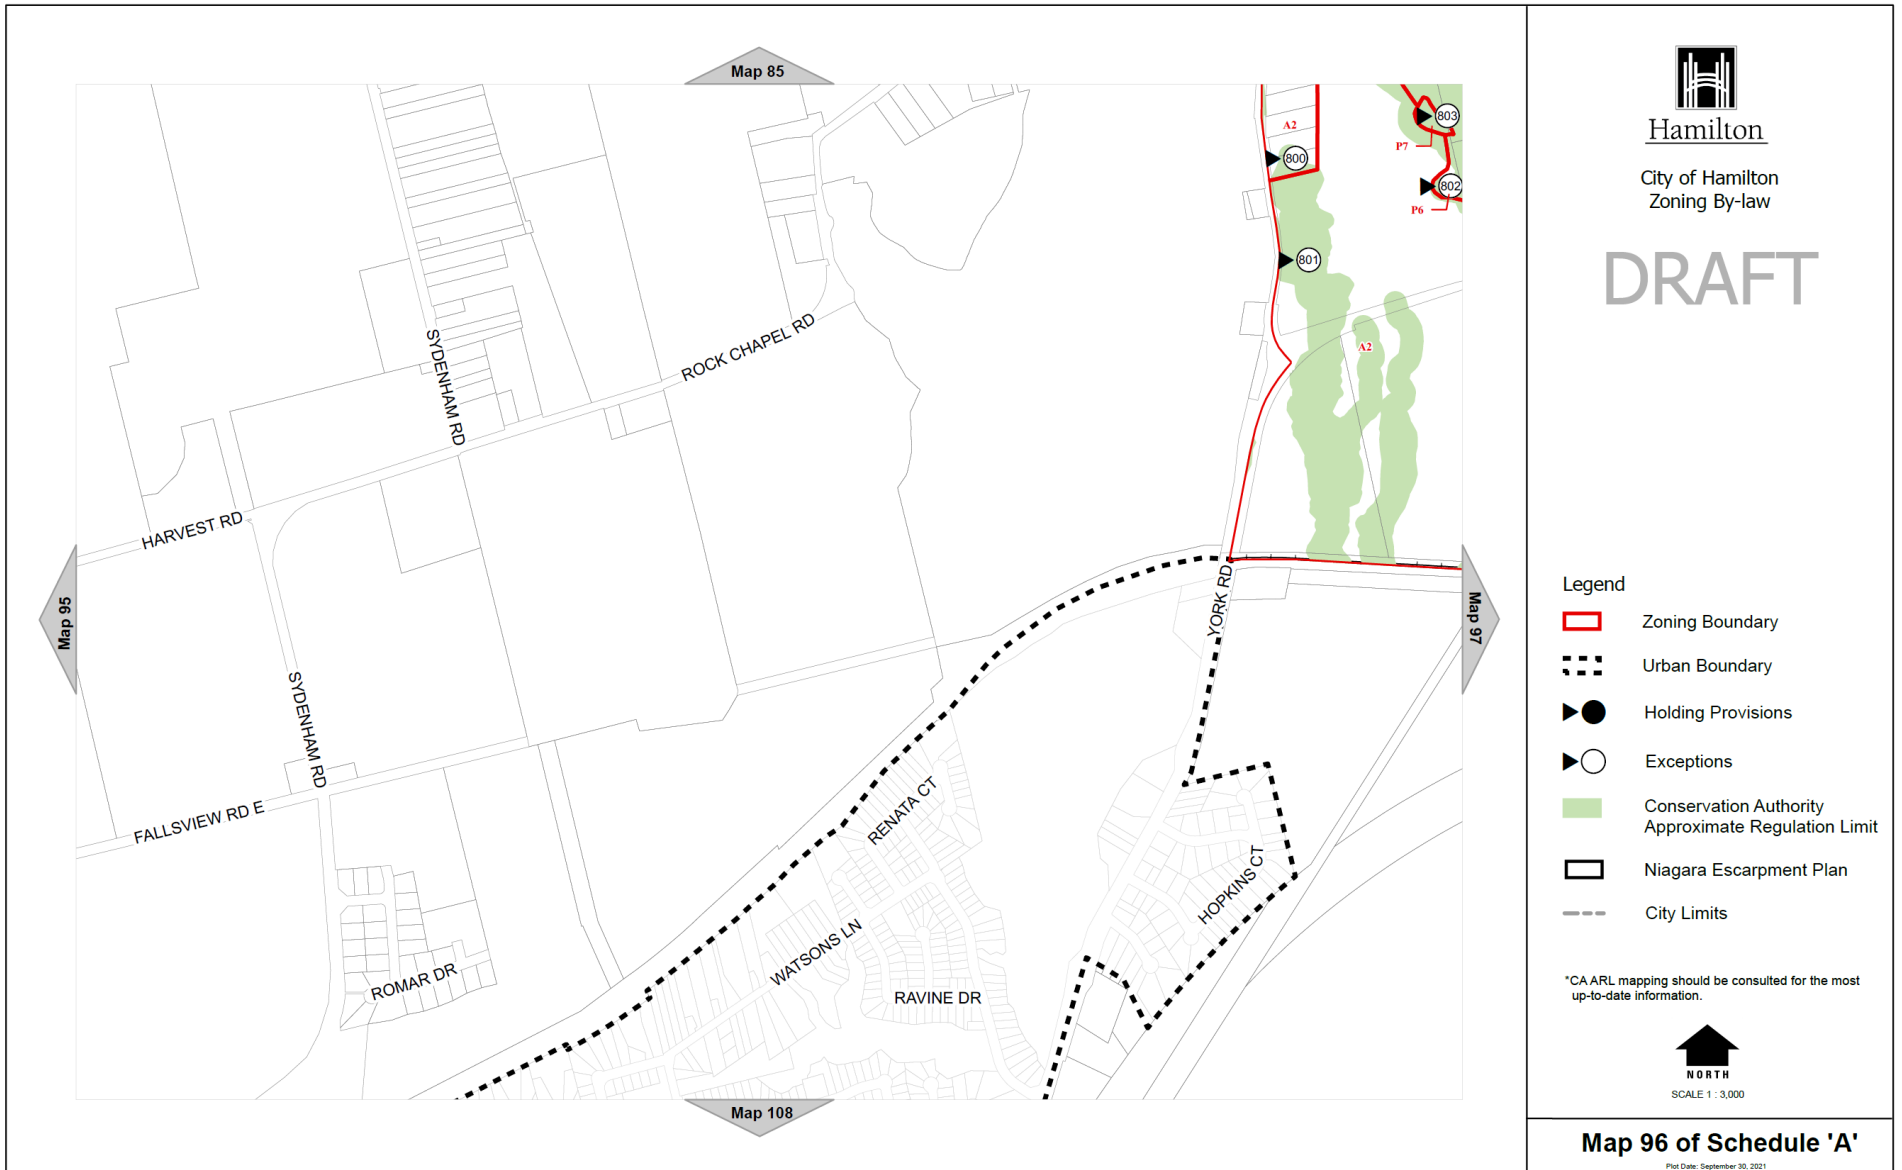 Map 85
Map 95
Map 97
Map 108
A2
800
801
803
P7
802
P6
A2
SYDENHAM RD
ROCK CHAPEL RD
HARVEST RD
SYDENHAM RD
FALLSVIEW RD E
YORK RD
RENATA CT
HOPKINS CT
WATSONS LN
RAVINE DR
ROMAR DR
Hamilton
City of Hamilton
Zoning By-law
DRAFT
Legend
Zoning Boundary
Urban Boundary
Holding Provisions
Exceptions
Conservation Authority
Approximate Regulation Limit
Niagara Escarpment Plan
City Limits
*CA ARL mapping should be consulted for the most
up-to-date information.
NORTH
SCALE 1 : 3,000
Map 96 of Schedule 'A'
Plot Date: September 30, 2021